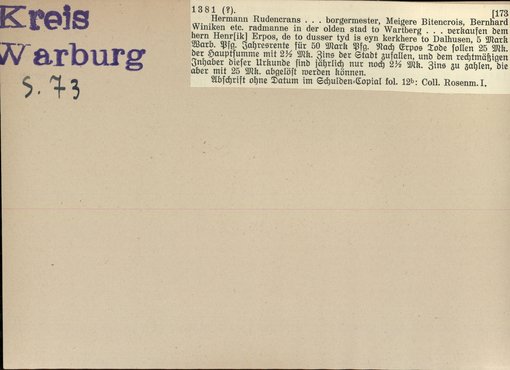 Kreis
Warburg
S. 73
1381 (?). [173
Hermann Rudencrans . . . borgermester, Meigere Bitencrois, Bernhard
Winiken etc. radmanne in der olden stad to Wartberg . . . verkaufen dem
hern Henr[ik] Erpos, de to dusser tyd is eyn kerkhere to Dalhusen, 5 Mark
Warb. Pfg. Jahresrente für 50 Mark Pfg. Nach Erpos Tode sollen 25 Mk.
der Hauptsumme mit 2½ Mk. Zins der Stadt zufallen, und dem rechtmäßigen
Inhaber dieser Urkunde sind jährlich nur noch 2½ Mk. Zins zu zahlen, die
aber mit 25 Mk. abgelöst werden können.
Abschrift ohne Datum im Schulden-Copial fol. 12ᵇ: Coll. Rosenm. I.